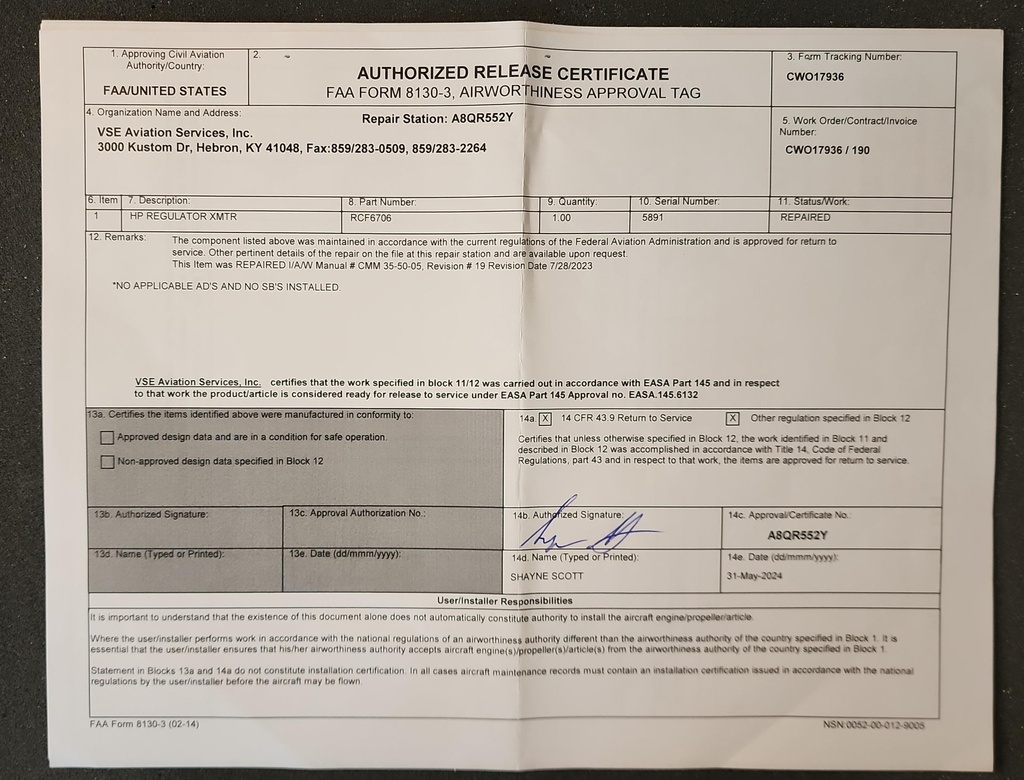 1. Approving Civil Aviation
Authority/Country:
FAA/UNITED STATES
2.
AUTHORIZED RELEASE CERTIFICATE
FAA FORM 8130-3, AIRWORTHINESS APPROVAL TAG
3. Form Tracking Number:
CWO17936
4. Organization Name and Address:
Repair Station: A8QR552Y
VSE Aviation Services, Inc.
3000 Kustom Dr, Hebron, KY 41048, Fax:859/283-0509, 859/283-2264
5. Work Order/Contract/Invoice
Number:
CWO17936 / 190
6. Item 7. Description: 8. Part Number: 9. Quantity: 10. Serial Number: 11. Status/Work:
1 HP REGULATOR XMTR RCF6706 1.00 5891 REPAIRED
12. Remarks: The component listed above was maintained in accordance with the current regulations of the Federal Aviation Administration and is approved for return to
service. Other pertinent details of the repair on the file at this repair station and are available upon request.
This Item was REPAIRED I/A/W Manual # CMM 35-50-05, Revision # 19 Revision Date 7/28/2023
*NO APPLICABLE AD'S AND NO SB'S INSTALLED.
VSE Aviation Services, Inc. certifies that the work specified in block 11/12 was carried out in accordance with EASA Part 145 and in respect
to that work the product/article is considered ready for release to service under EASA Part 145 Approval no. EASA.145.6132
13a. Certifies the items identified above were manufactured in conformity to:
Approved design data and are in a condition for safe operation.
Non-approved design data specified in Block 12
14a. X 14 CFR 43.9 Return to Service X Other regulation specified in Block 12
Certifies that unless otherwise specified in Block 12, the work identified in Block 11 and
described in Block 12 was accomplished in accordance with Title 14, Code of Federal
Regulations, part 43 and in respect to that work, the items are approved for return to service.
13b. Authorized Signature: 13c. Approval Authorization No.:
14b. Authorized Signature: 14c. Approval/Certificate No.
A8QR552Y
13d. Name (Typed or Printed): 13e. Date (dd/mmm/yyyy):
14d. Name (Typed or Printed): 14e. Date (dd/mmm/yyyy):
SHAYNE SCOTT 31-May-2024
User/Installer Responsibilities
It is important to understand that the existence of this document alone does not automatically constitute authority to install the aircraft engine/propeller/article.
Where the user/installer performs work in accordance with the national regulations of an airworthiness authority different than the airworthiness authority of the country specified in Block 1. It is
essential that the user/installer ensures that his/her airworthiness authority accepts aircraft engine(s)/propeller(s)/article(s) from the airworthiness authority of the country specified in Block 1.
Statement in Blocks 13a and 14a do not constitute installation certification. In all cases aircraft maintenance records must contain an installation certification issued in accordance with the national
regulations by the user/installer before the aircraft may be flown.
FAA Form 8130-3 (02-14) NSN:0052-00-012-9005